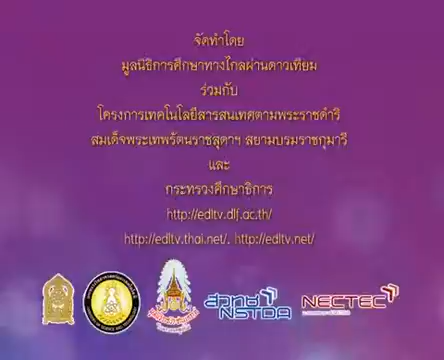 จัดทำโดย
มูลนิธิการศึกษาทางไกลผ่านดาวเทียม
ร่วมกับ
โครงการเทคโนโลยีสารสนเทศตามพระราชดำริ
สมเด็จพระเทพรัตนราชสุดาฯ สยามบรมราชกุมารี
และ
กระทรวงศึกษาธิการ
http://edltv.dlf.ac.th/
http://edltv.thai.net/. http://edltv.net/
สวทช NSTDA
NECTEC